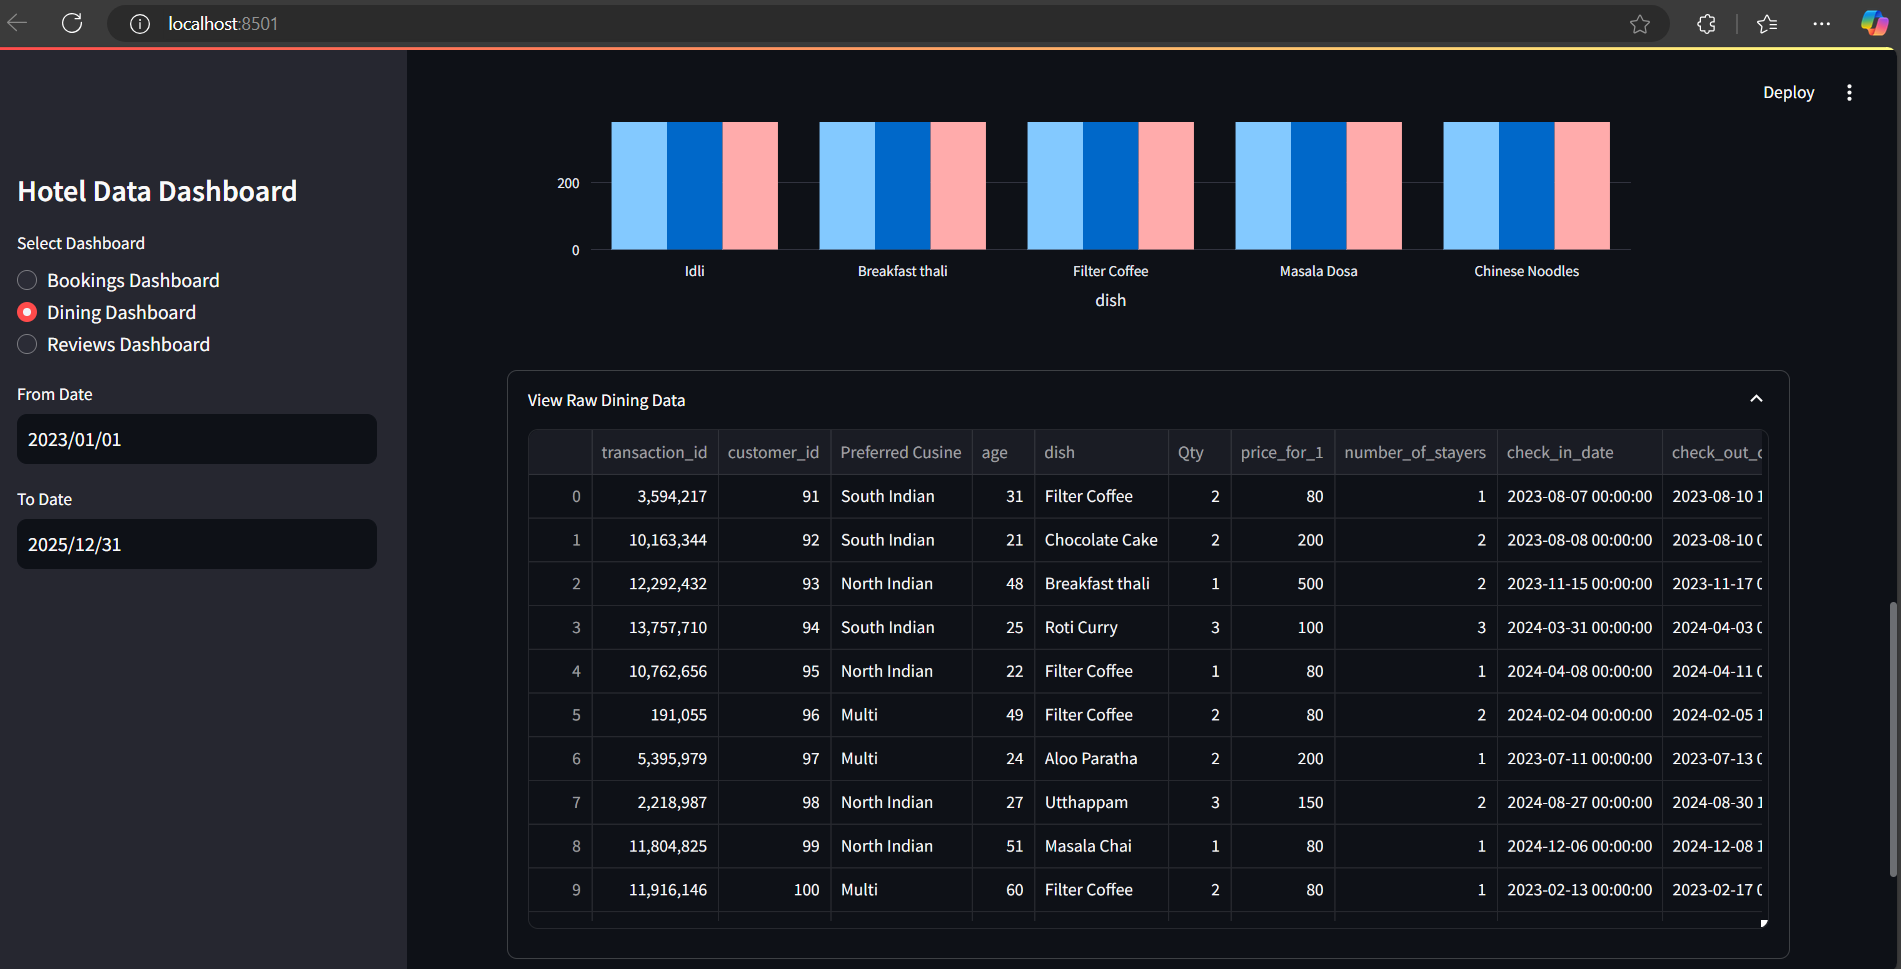 localhost:8501
Deploy
Hotel Data Dashboard
Select Dashboard
Bookings Dashboard
Dining Dashboard
Reviews Dashboard
From Date
2023/01/01
To Date
2025/12/31
200
0
Idli Breakfast thali Filter Coffee Masala Dosa Chinese Noodles
dish
View Raw Dining Data
transaction_id customer_id Preferred Cusine age dish Qty price_for_1 number_of_stayers check_in_date check_out_c
0 3,594,217 91 South Indian 31 Filter Coffee 2 80 1 2023-08-07 00:00:00 2023-08-10 1
1 10,163,344 92 South Indian 21 Chocolate Cake 2 200 2 2023-08-08 00:00:00 2023-08-10 0
2 12,292,432 93 North Indian 48 Breakfast thali 1 500 2 2023-11-15 00:00:00 2023-11-17 0
3 13,757,710 94 South Indian 25 Roti Curry 3 100 3 2024-03-31 00:00:00 2024-04-03 0
4 10,762,656 95 North Indian 22 Filter Coffee 1 80 1 2024-04-08 00:00:00 2024-04-11 0
5 191,055 96 Multi 49 Filter Coffee 2 80 2 2024-02-04 00:00:00 2024-02-05 1
6 5,395,979 97 Multi 24 Aloo Paratha 2 200 1 2023-07-11 00:00:00 2023-07-13 0
7 2,218,987 98 North Indian 27 Utthappam 3 150 2 2024-08-27 00:00:00 2024-08-30 1
8 11,804,825 99 North Indian 51 Masala Chai 1 80 1 2024-12-06 00:00:00 2024-12-08 1
9 11,916,146 100 Multi 60 Filter Coffee 2 80 1 2023-02-13 00:00:00 2023-02-17 0